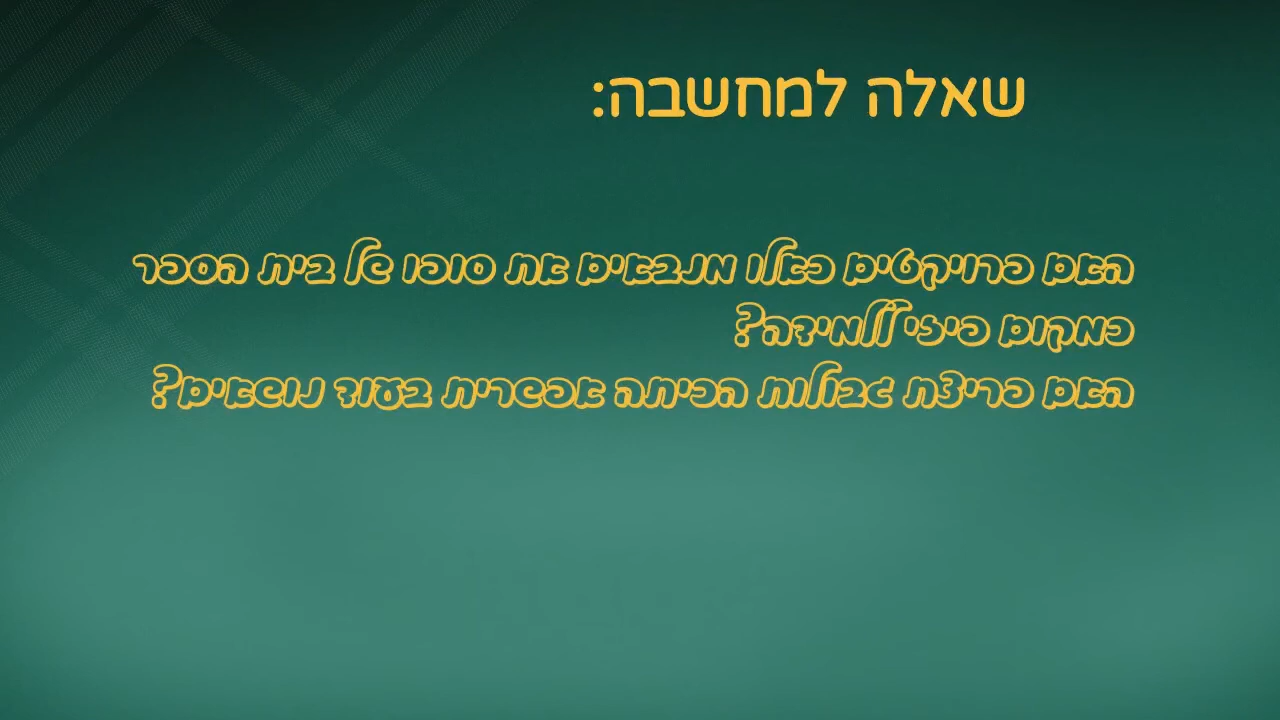 שאלה למחשבה:
האם פרויקטים כאלו מנבאים את סופו של בית הספר
כמקום פיזי ללמידה?
האם פריצת גבולות הכיתה אפשרית בעוד נושאים?